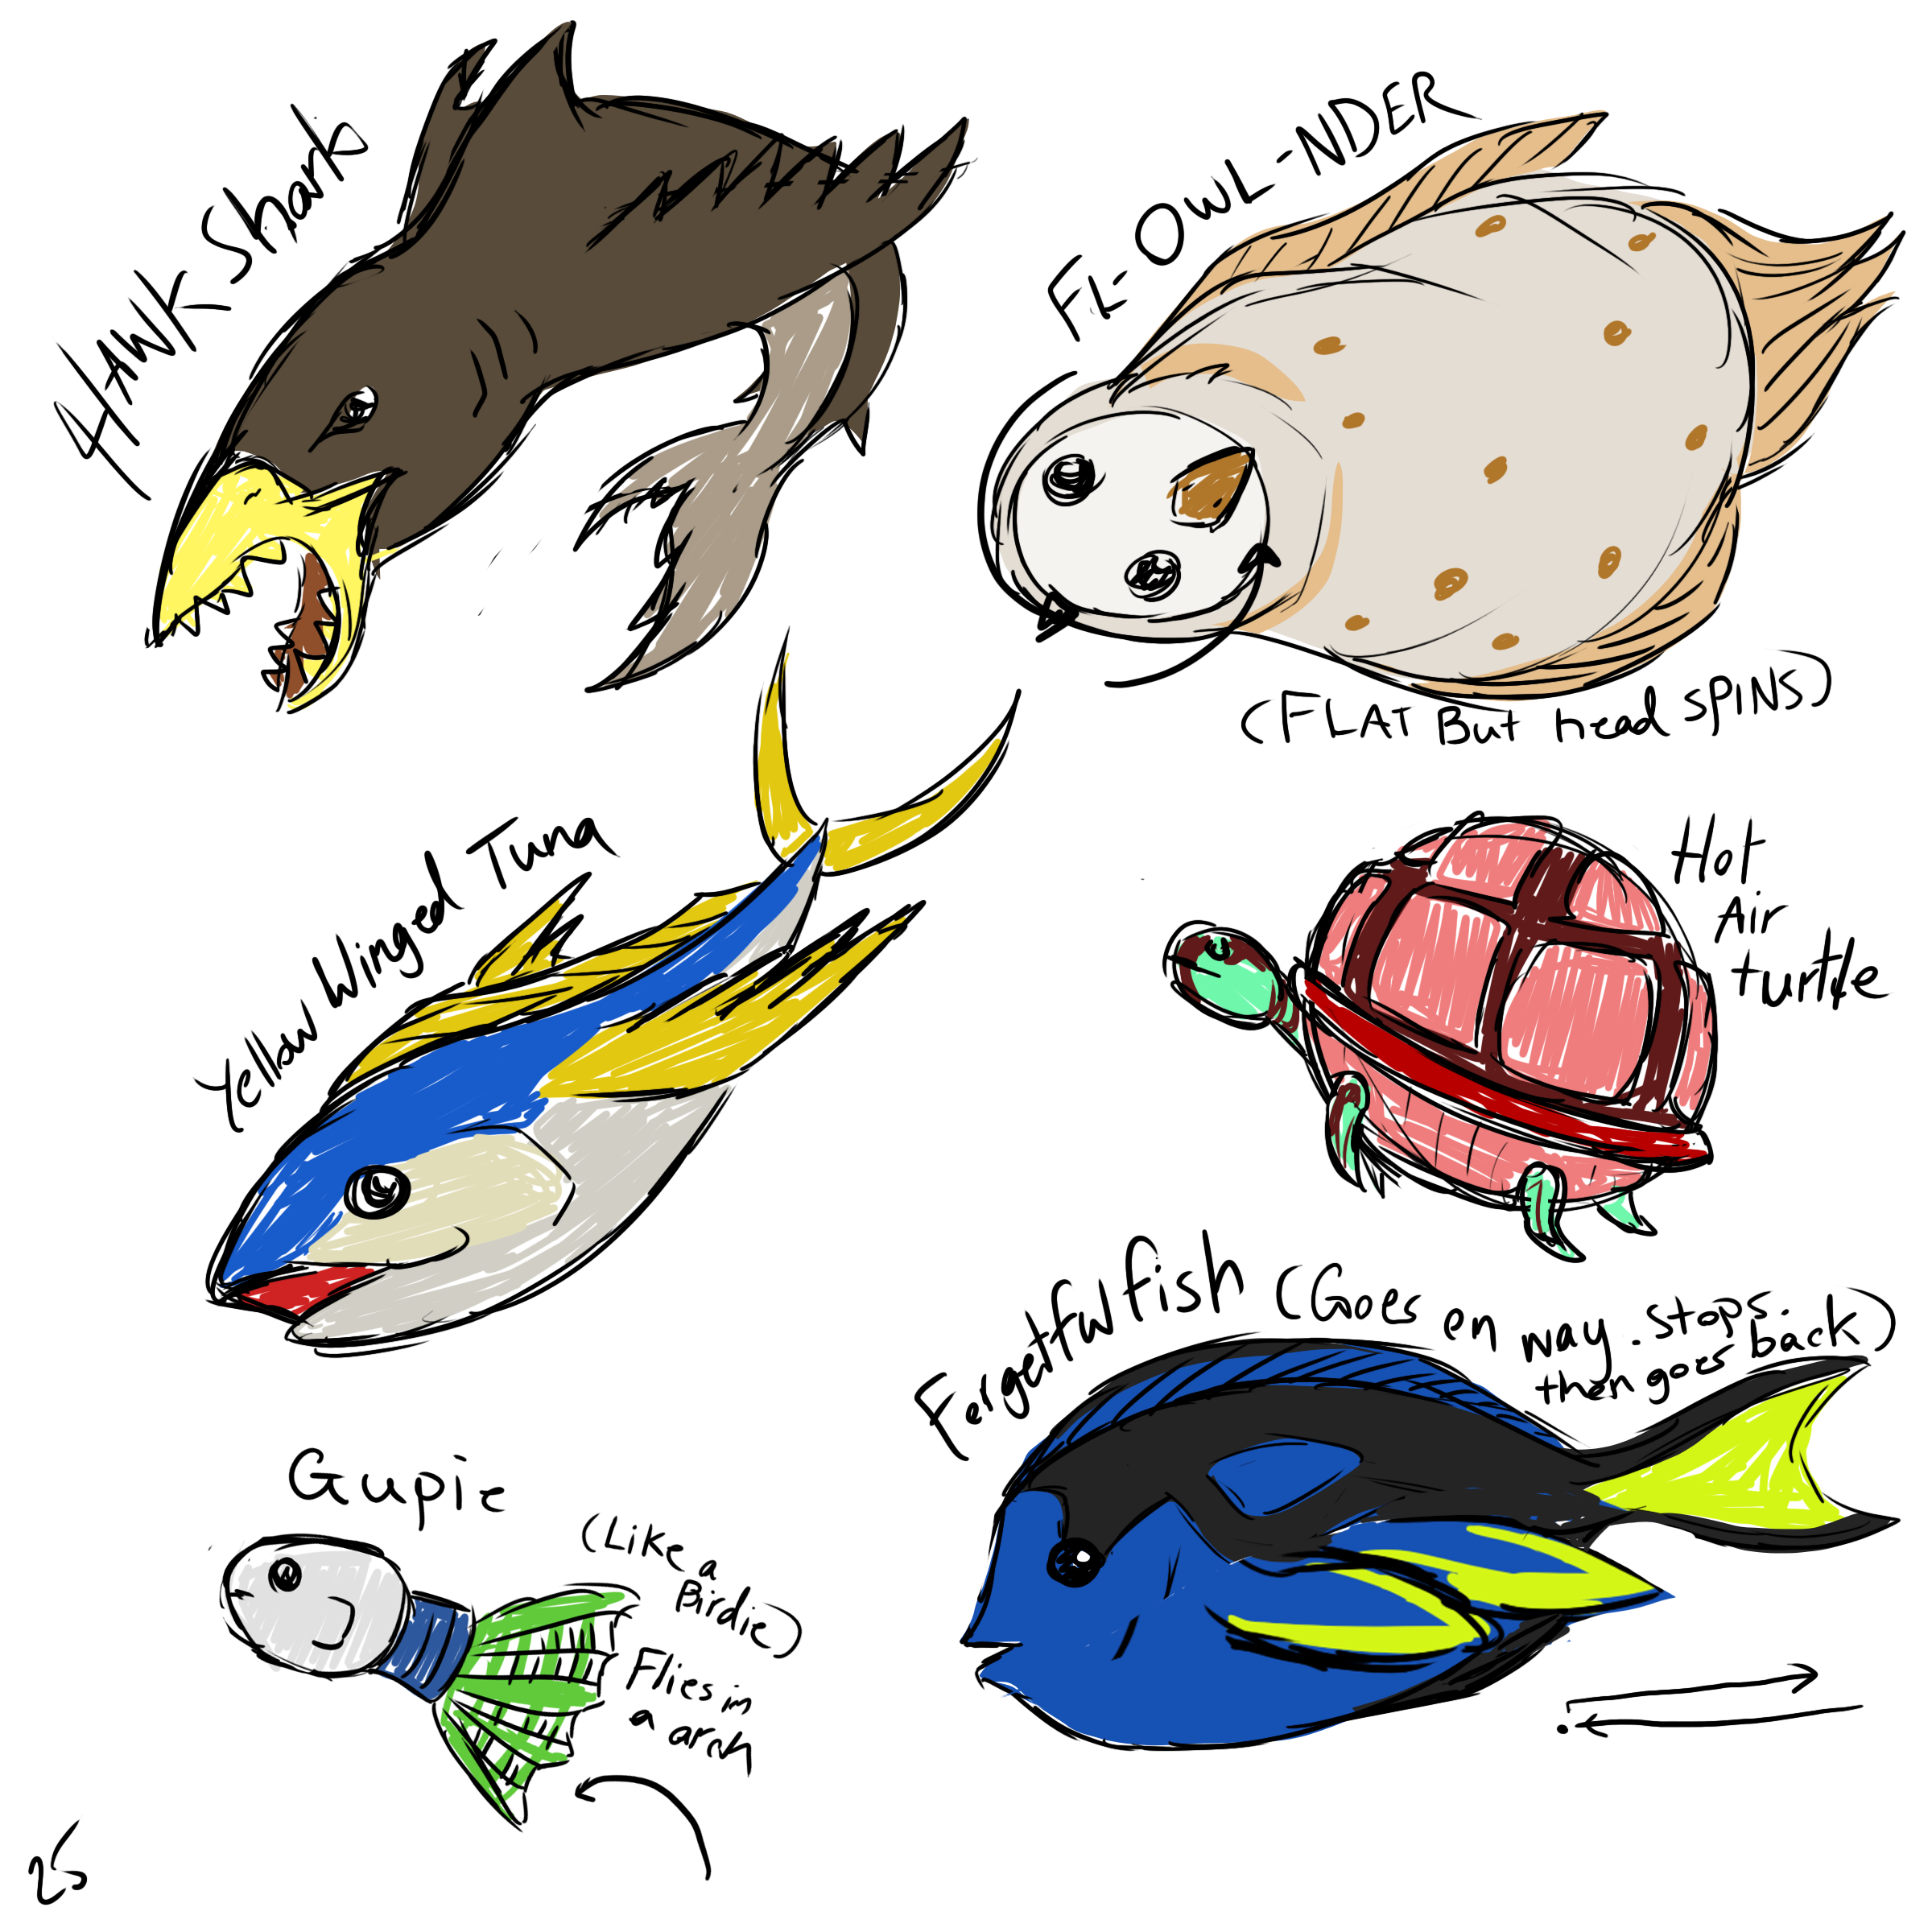 HAWK-Shark
FL-OWL-NDER
(FLAT But head SPINS)
Yellow Winged Tuna
Hot
Air
turtle
Forgetful fish (Goes en way. stops.
then goes back)
Gupie
(Like a
Birdie)
Flies in
a arch
25